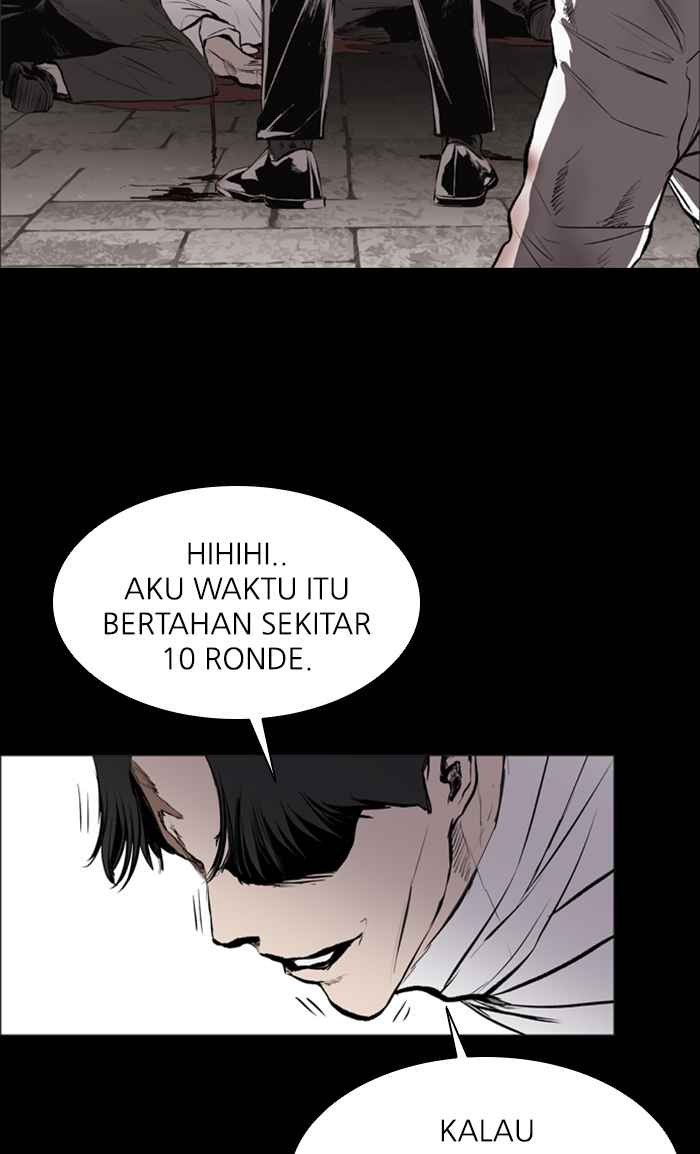 HIHIHI..
AKU WAKTU ITU
BERTAHAN SEKITAR
10 RONDE.
KALAU